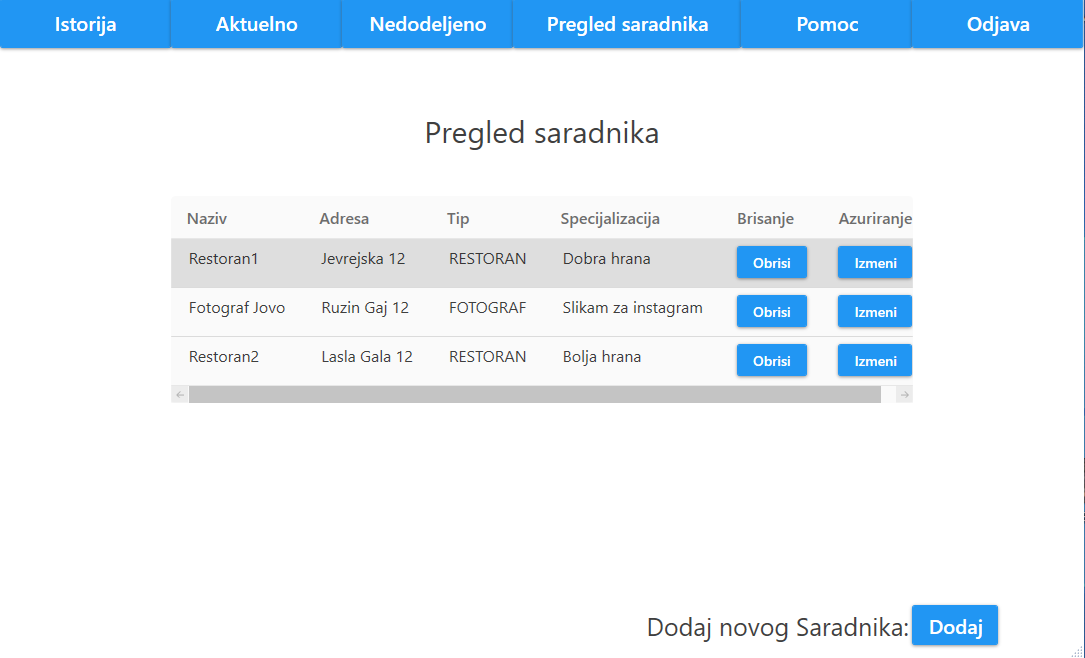 Istorija Aktuelno Nedodeljeno Pregled saradnika Pomoc Odjava
Pregled saradnika
Naziv Adresa Tip Specijalizacija Brisanje Azuriranje
Restoran1 Jevrejska 12 RESTORAN Dobra hrana Obrisi Izmeni
Fotograf Jovo Ruzin Gaj 12 FOTOGRAF Slikam za instagram Obrisi Izmeni
Restoran2 Lasla Gala 12 RESTORAN Bolja hrana Obrisi Izmeni
Dodaj novog Saradnika: Dodaj